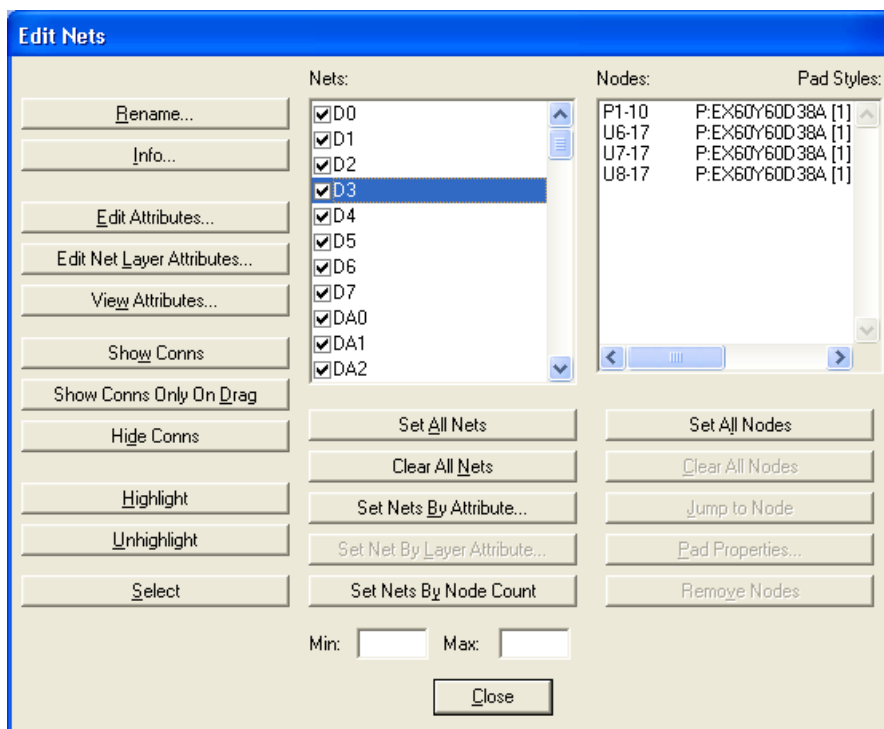 Edit Nets
Nets:
Nodes: Pad Styles:
Rename...
Info...
Edit Attributes...
Edit Net Layer Attributes...
View Attributes...
Show Conns
Show Conns Only On Drag
Hide Conns
Highlight
Unhighlight
Select
D0
D1
D2
D3
D4
D5
D6
D7
DA0
DA1
DA2
P1-10 P:EX60Y60D38A [1]
U6-17 P:EX60Y60D38A [1]
U7-17 P:EX60Y60D38A [1]
U8-17 P:EX60Y60D38A [1]
Set All Nets
Clear All Nets
Set Nets By Attribute...
Set Net By Layer Attribute...
Set Nets By Node Count
Min: Max:
Set All Nodes
Clear All Nodes
Jump to Node
Pad Properties...
Remove Nodes
Close